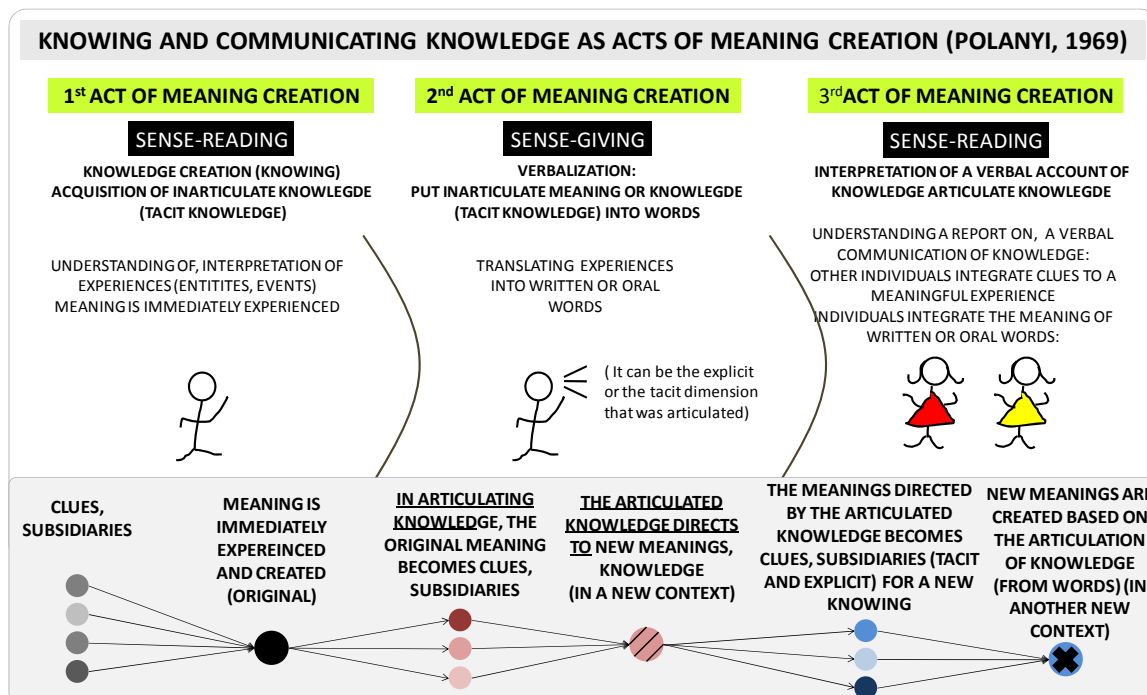 KNOWING AND COMMUNICATING KNOWLEDGE AS ACTS OF MEANING CREATION (POLANYI, 1969)
1st ACT OF MEANING CREATION
SENSE-READING
KNOWLEDGE CREATION (KNOWING)
ACQUISITION OF INARTICULATE KNOWLEGDE
(TACIT KNOWLEDGE)
UNDERSTANDING OF, INTERPRETATION OF
EXPERIENCES (ENTITITES, EVENTS)
MEANING IS IMMEDIATELY EXPERIENCED
2nd ACT OF MEANING CREATION
SENSE-GIVING
VERBALIZATION:
PUT INARTICULATE MEANING OR KNOWLEGDE
(TACIT KNOWLEDGE) INTO WORDS
TRANSLATING EXPERIENCES
INTO WRITTEN OR ORAL
WORDS
( It can be the explicit
or the tacit dimension
that was articulated)
3rd ACT OF MEANING CREATION
SENSE-READING
INTERPRETATION OF A VERBAL ACCOUNT OF
KNOWLEDGE ARTICULATE KNOWLEGDE
UNDERSTANDING A REPORT ON, A VERBAL
COMMUNICATION OF KNOWLEDGE:
OTHER INDIVIDUALS INTEGRATE CLUES TO A
MEANINGFUL EXPERIENCE
INDIVIDUALS INTEGRATE THE MEANING OF
WRITTEN OR ORAL WORDS:
CLUES,
SUBSIDIARIES
MEANING IS
IMMEDIATELY
EXPEREINCED
AND CREATED
(ORIGINAL)
IN ARTICULATING
KNOWLEDGE, THE
ORIGINAL MEANING
BECOMES CLUES,
SUBSIDIARIES
THE ARTICULATED
KNOWLEDGE DIRECTS
TO NEW MEANINGS,
KNOWLEDGE
(IN A NEW CONTEXT)
THE MEANINGS DIRECTED
BY THE ARTICULATED
KNOWLEDGE BECOMES
CLUES, SUBSIDIARIES (TACIT
AND EXPLICIT) FOR A NEW
KNOWING
NEW MEANINGS ARE
CREATED BASED ON
THE ARTICULATION
OF KNOWLEDGE
(FROM WORDS) (IN
ANOTHER NEW
CONTEXT)